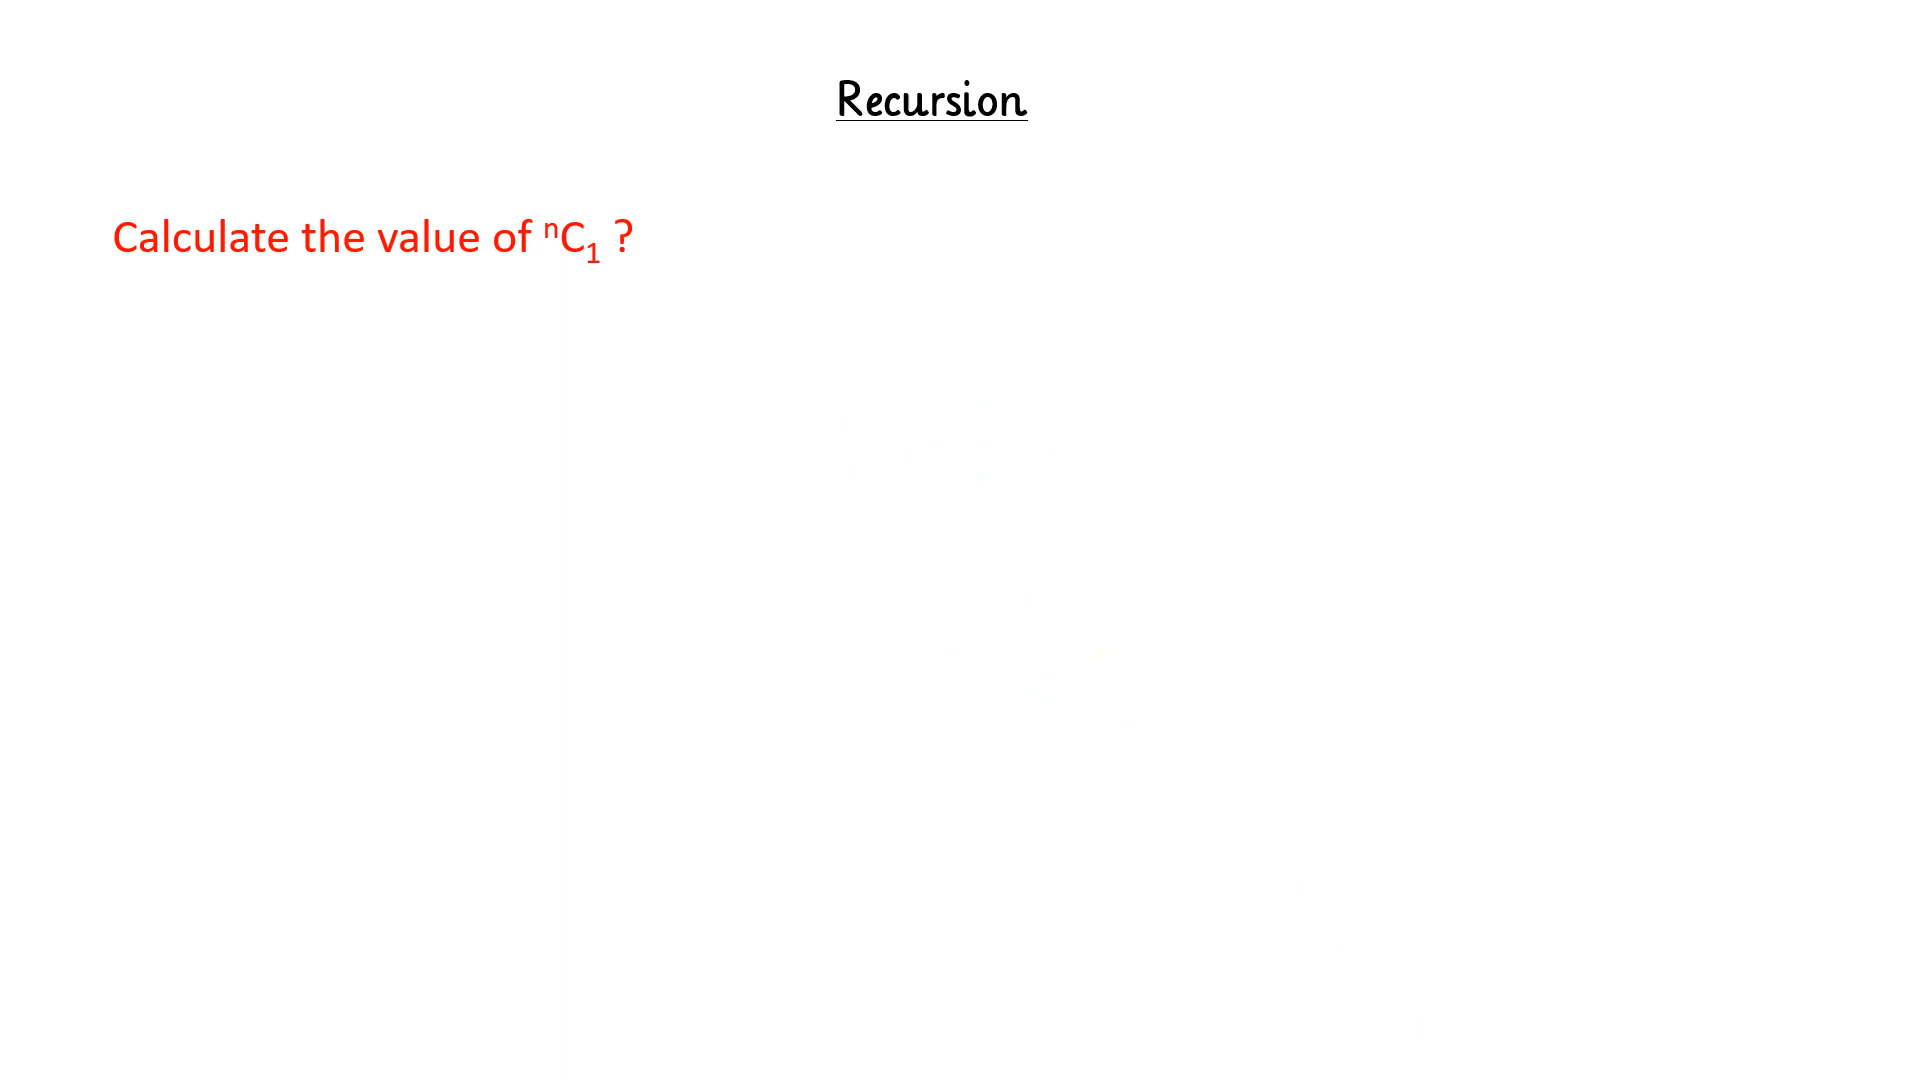 Recursion
Calculate the value of ⁿC₁ ?